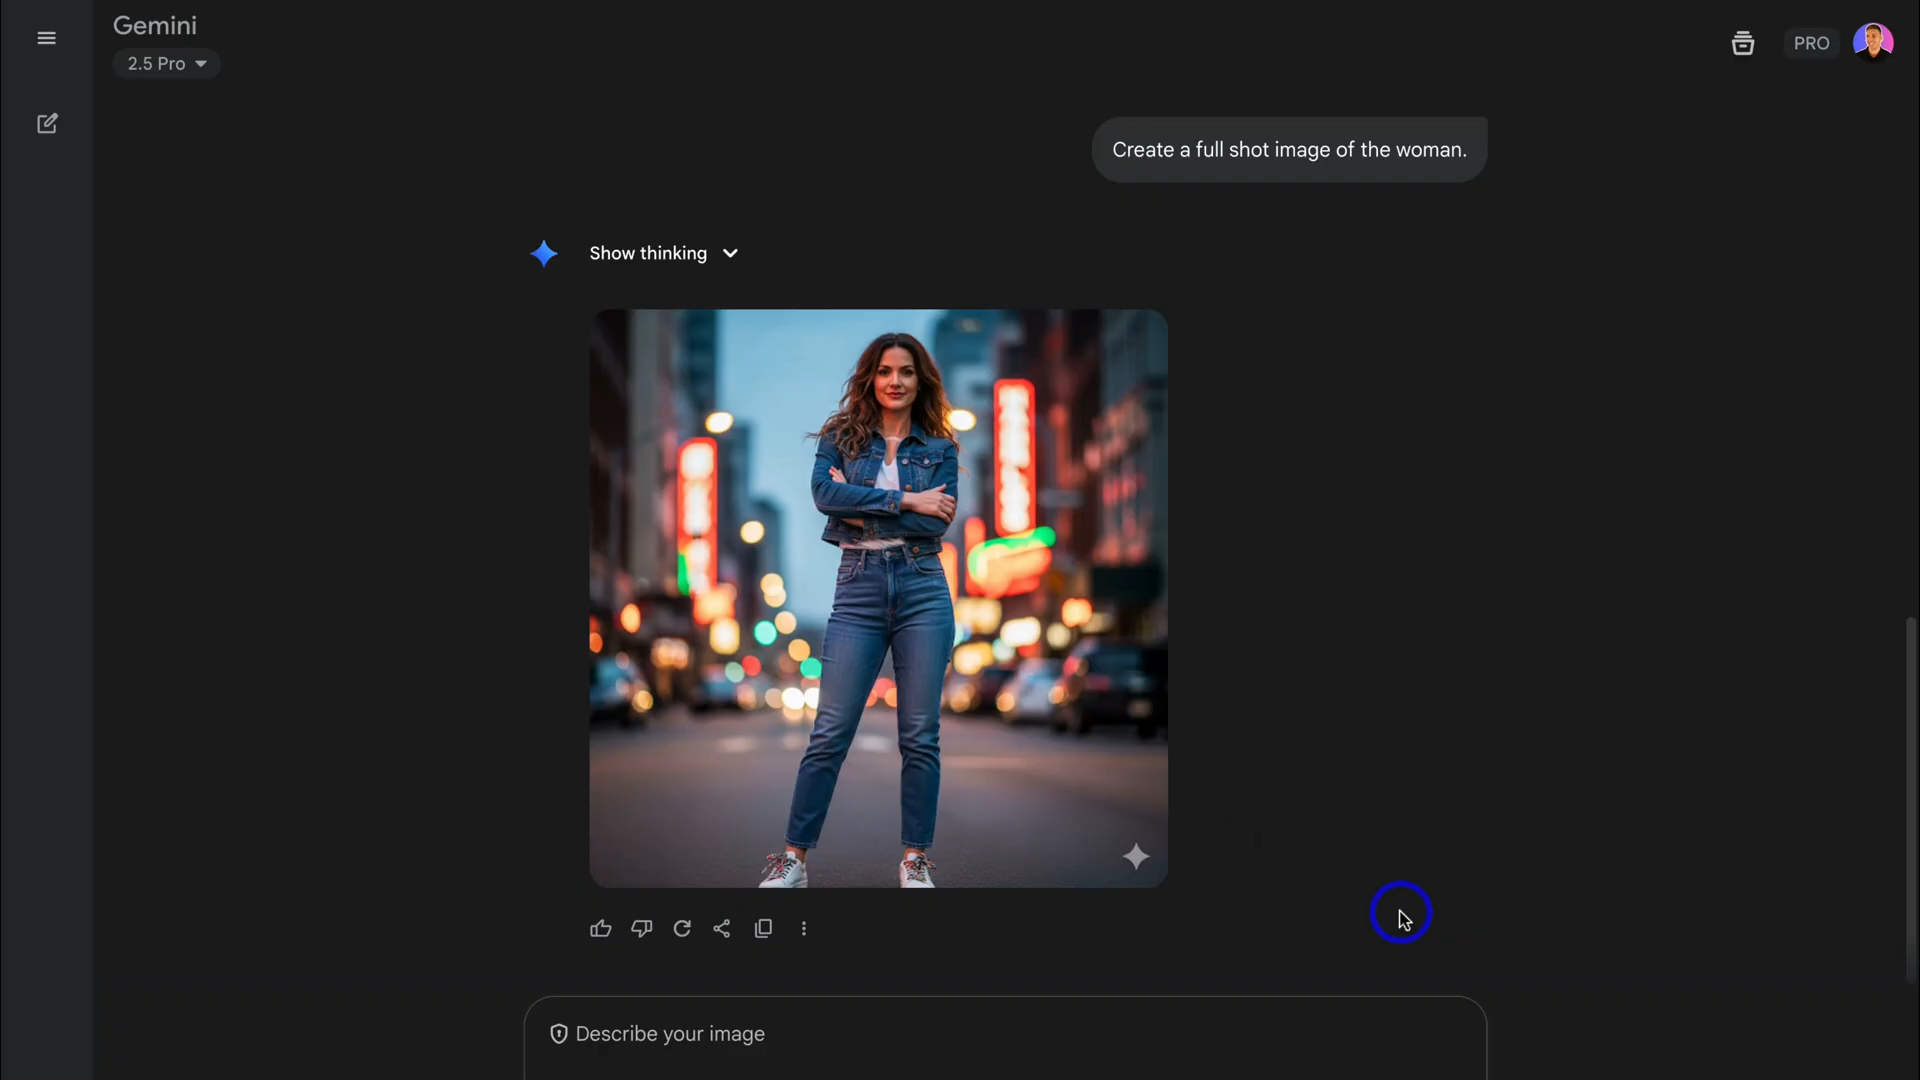 Gemini
2.5 Pro
PRO
Create a full shot image of the woman.
Show thinking
Describe your image